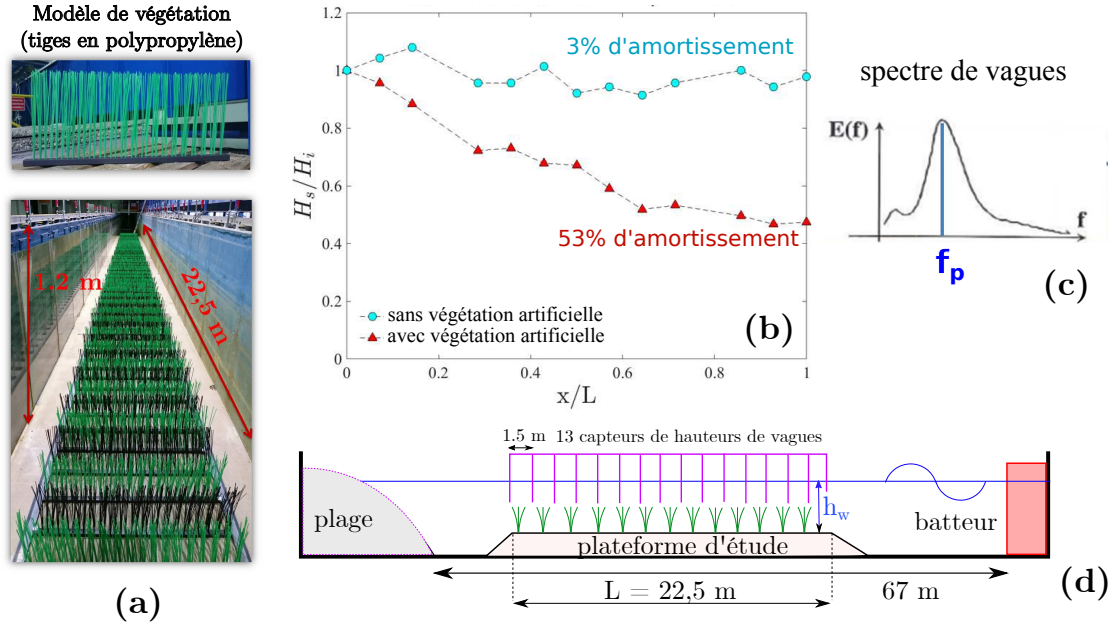 Modèle de végétation
(tiges en polypropylène)
1.2 m
22,5 m
(a)
1.2
1
0.8
0.6
0.4
0.2
0
H_s/H_i
3% d'amortissement
53% d'amortissement
sans végétation artificielle
avec végétation artificielle
(b)
0
0.2
0.4
0.6
0.8
1
x/L
spectre de vagues
E(f)
f
f_p
(c)
1.5 m
13 capteurs de hauteurs de vagues
h_w
plage
batteur
plateforme d'étude
L = 22,5 m
67 m
(d)